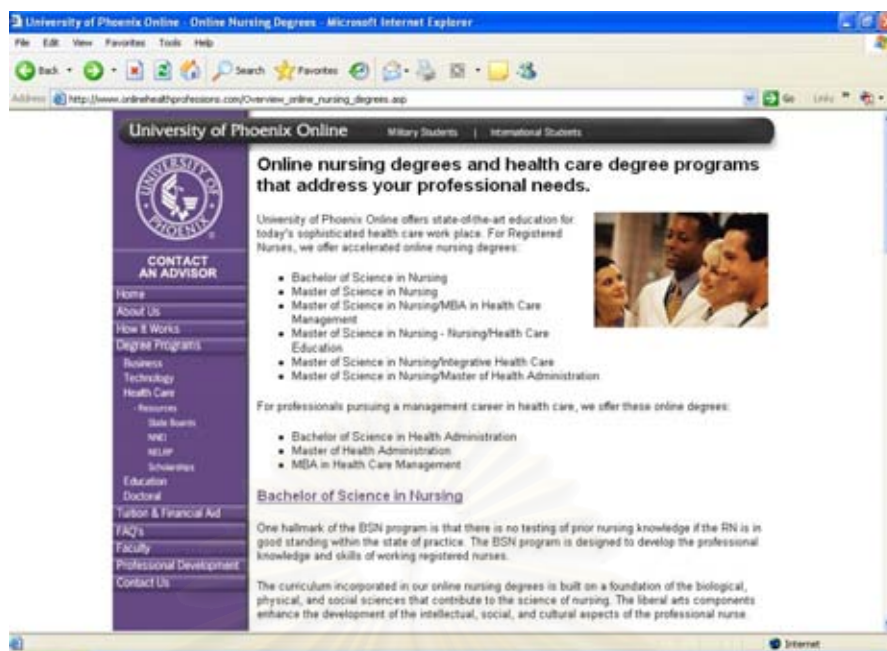 University of Phoenix Online - Online Nursing Degrees - Microsoft Internet Explorer
File Edit View Favorites Tools Help
Back Search Favorites
Address http://www.onlinehealthprofessions.com/Overview_online_nursing_degrees.asp Go Links
University of Phoenix Online Military Students | International Students
UNIVERSITY OF PHOENIX
CONTACT
AN ADVISOR
Home
About Us
How It Works
Degree Programs
Business
Technology
Health Care
- Resources
State Boards
NELRP
Scholarships
Education
Doctoral
Tuition & Financial Aid
FAQ's
Faculty
Professional Development
Contact Us
Online nursing degrees and health care degree programs
that address your professional needs.
University of Phoenix Online offers state-of-the-art education for
today's sophisticated health care work place. For Registered
Nurses, we offer accelerated online nursing degrees:
• Bachelor of Science in Nursing
• Master of Science in Nursing
• Master of Science in Nursing/MBA in Health Care
Management
• Master of Science in Nursing - Nursing/Health Care
Education
• Master of Science in Nursing/Integrative Health Care
• Master of Science in Nursing/Master of Health Administration
For professionals pursuing a management career in health care, we offer these online degrees:
• Bachelor of Science in Health Administration
• Master of Health Administration
• MBA in Health Care Management
Bachelor of Science in Nursing
One hallmark of the BSN program is that there is no testing of prior nursing knowledge if the RN is in
good standing within the state of practice. The BSN program is designed to develop the professional
knowledge and skills of working registered nurses.
The curriculum incorporated in our online nursing degrees is built on a foundation of the biological,
physical, and social sciences that contribute to the science of nursing. The liberal arts components
enhance the development of the intellectual, social, and cultural aspects of the professional nurse.
Internet